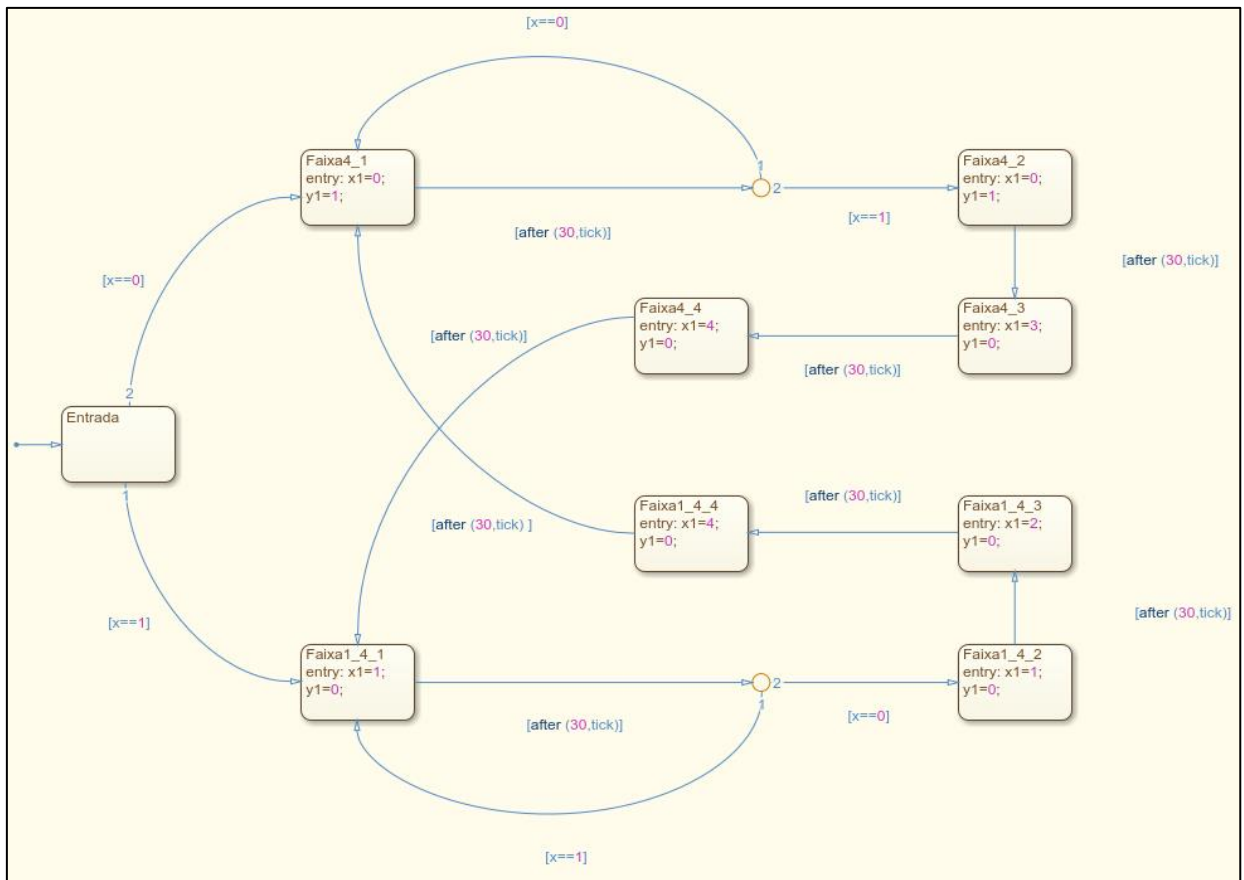 [x==0]
Faixa4_1
entry: x1=0;
y1=1;
1
2
[x==1]
Faixa4_2
entry: x1=0;
y1=1;
[after (30,tick)]
[after (30,tick)]
[x==0]
Faixa4_4
entry: x1=4;
y1=0;
Faixa4_3
entry: x1=3;
y1=0;
[after (30,tick)]
[after (30,tick)]
2
Entrada
1
Faixa1_4_4
entry: x1=4;
y1=0;
[after (30,tick)]
Faixa1_4_3
entry: x1=2;
y1=0;
[after (30,tick) ]
[x==1]
[after (30,tick)]
Faixa1_4_1
entry: x1=1;
y1=0;
2
1
[x==0]
Faixa1_4_2
entry: x1=1;
y1=0;
[after (30,tick)]
[x==1]